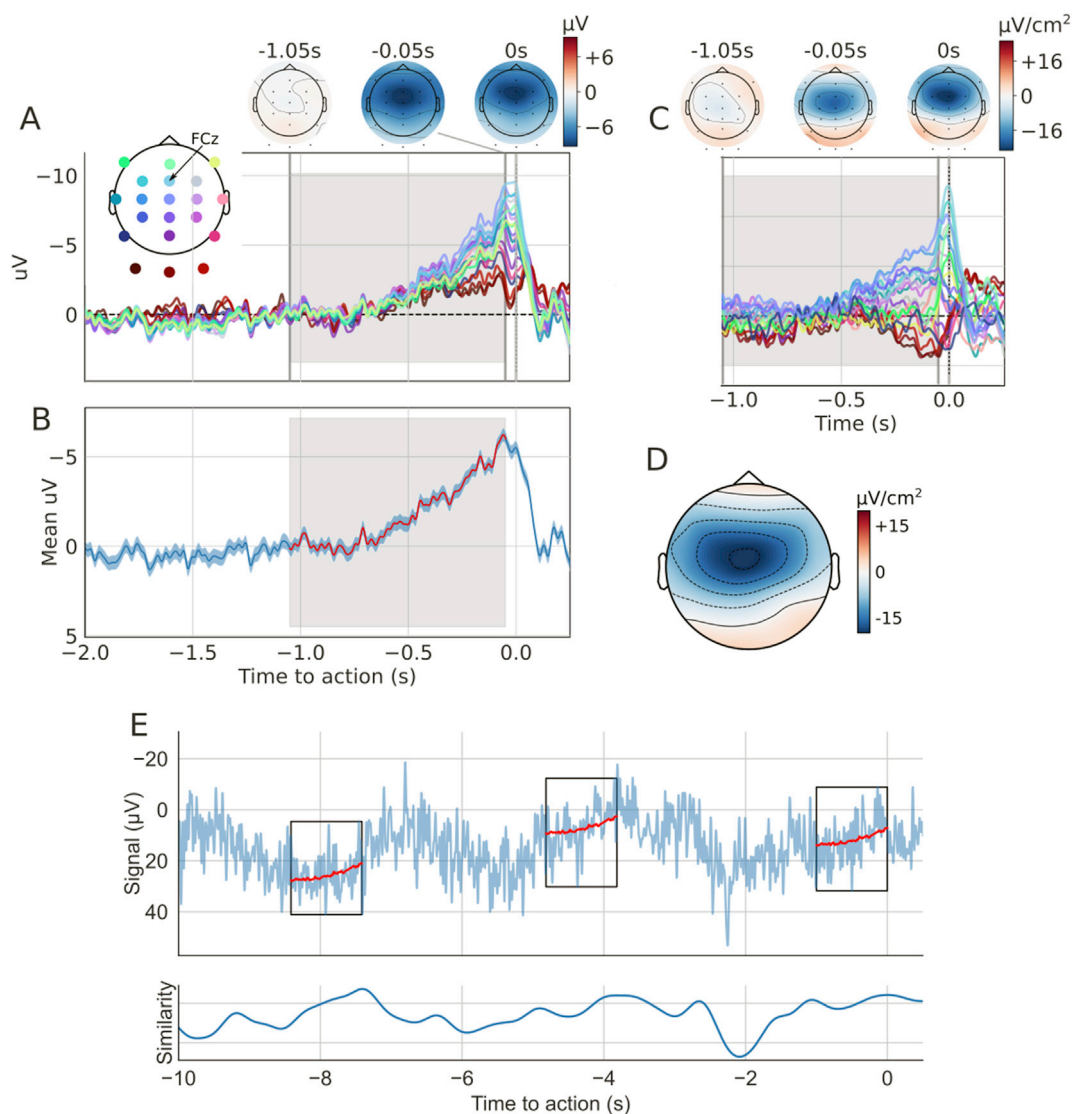 µV
-1.05s -0.05s 0s
+6
0
−6
A
FCz
−10
−5
0
uV
µV/cm²
-1.05s -0.05s 0s
+16
0
-16
C
−1.0 −0.5 0.0
Time (s)
B
−5
0
5
Mean uV
−2.0 −1.5 −1.0 −0.5 0.0
Time to action (s)
D
µV/cm²
+15
0
-15
E
−20
0
20
40
Signal (µV)
Similarity
−10 −8 −6 −4 −2 0
Time to action (s)